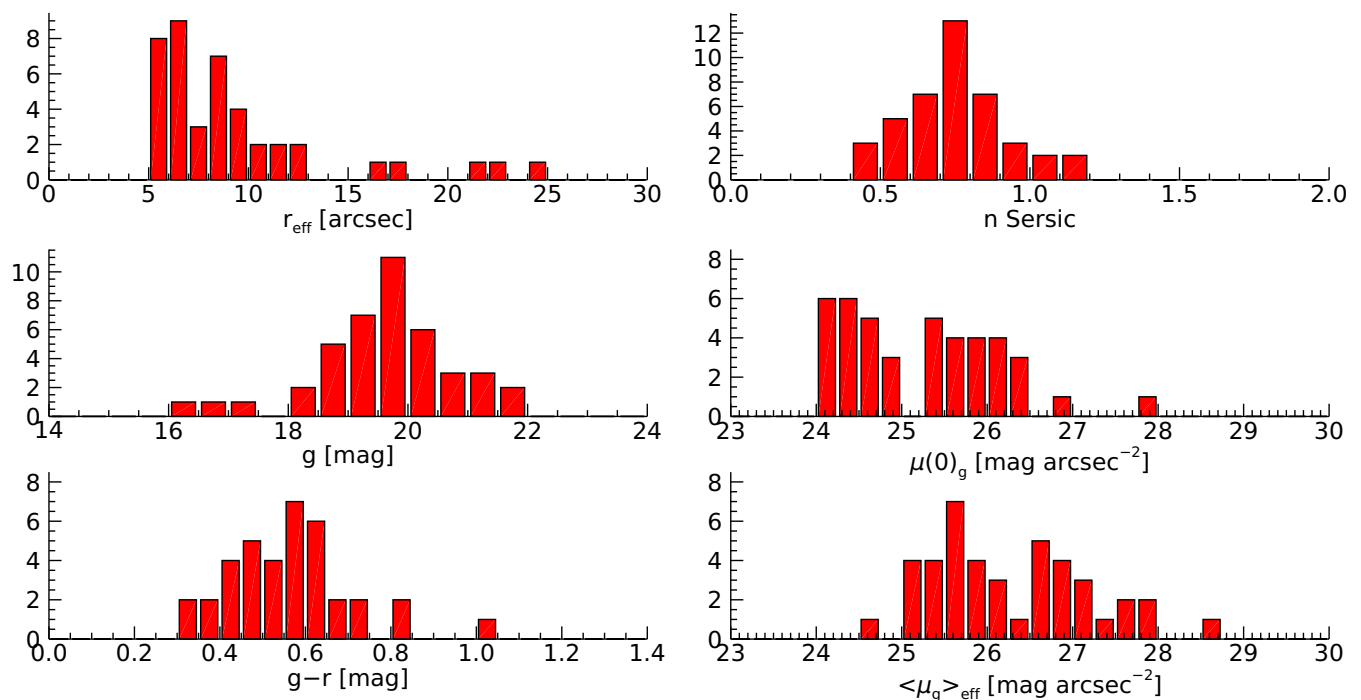 8
6
4
2
0
0 5 10 15 20 25 30
r_eff [arcsec]
12
10
8
6
4
2
0
0.0 0.5 1.0 1.5 2.0
n Sersic
10
8
6
4
2
0
14 16 18 20 22 24
g [mag]
8
6
4
2
0
23 24 25 26 27 28 29 30
μ(0)_g [mag arcsec⁻²]
8
6
4
2
0
0.0 0.2 0.4 0.6 0.8 1.0 1.2 1.4
g−r [mag]
8
6
4
2
0
23 24 25 26 27 28 29 30
<μ_g>_eff [mag arcsec⁻²]